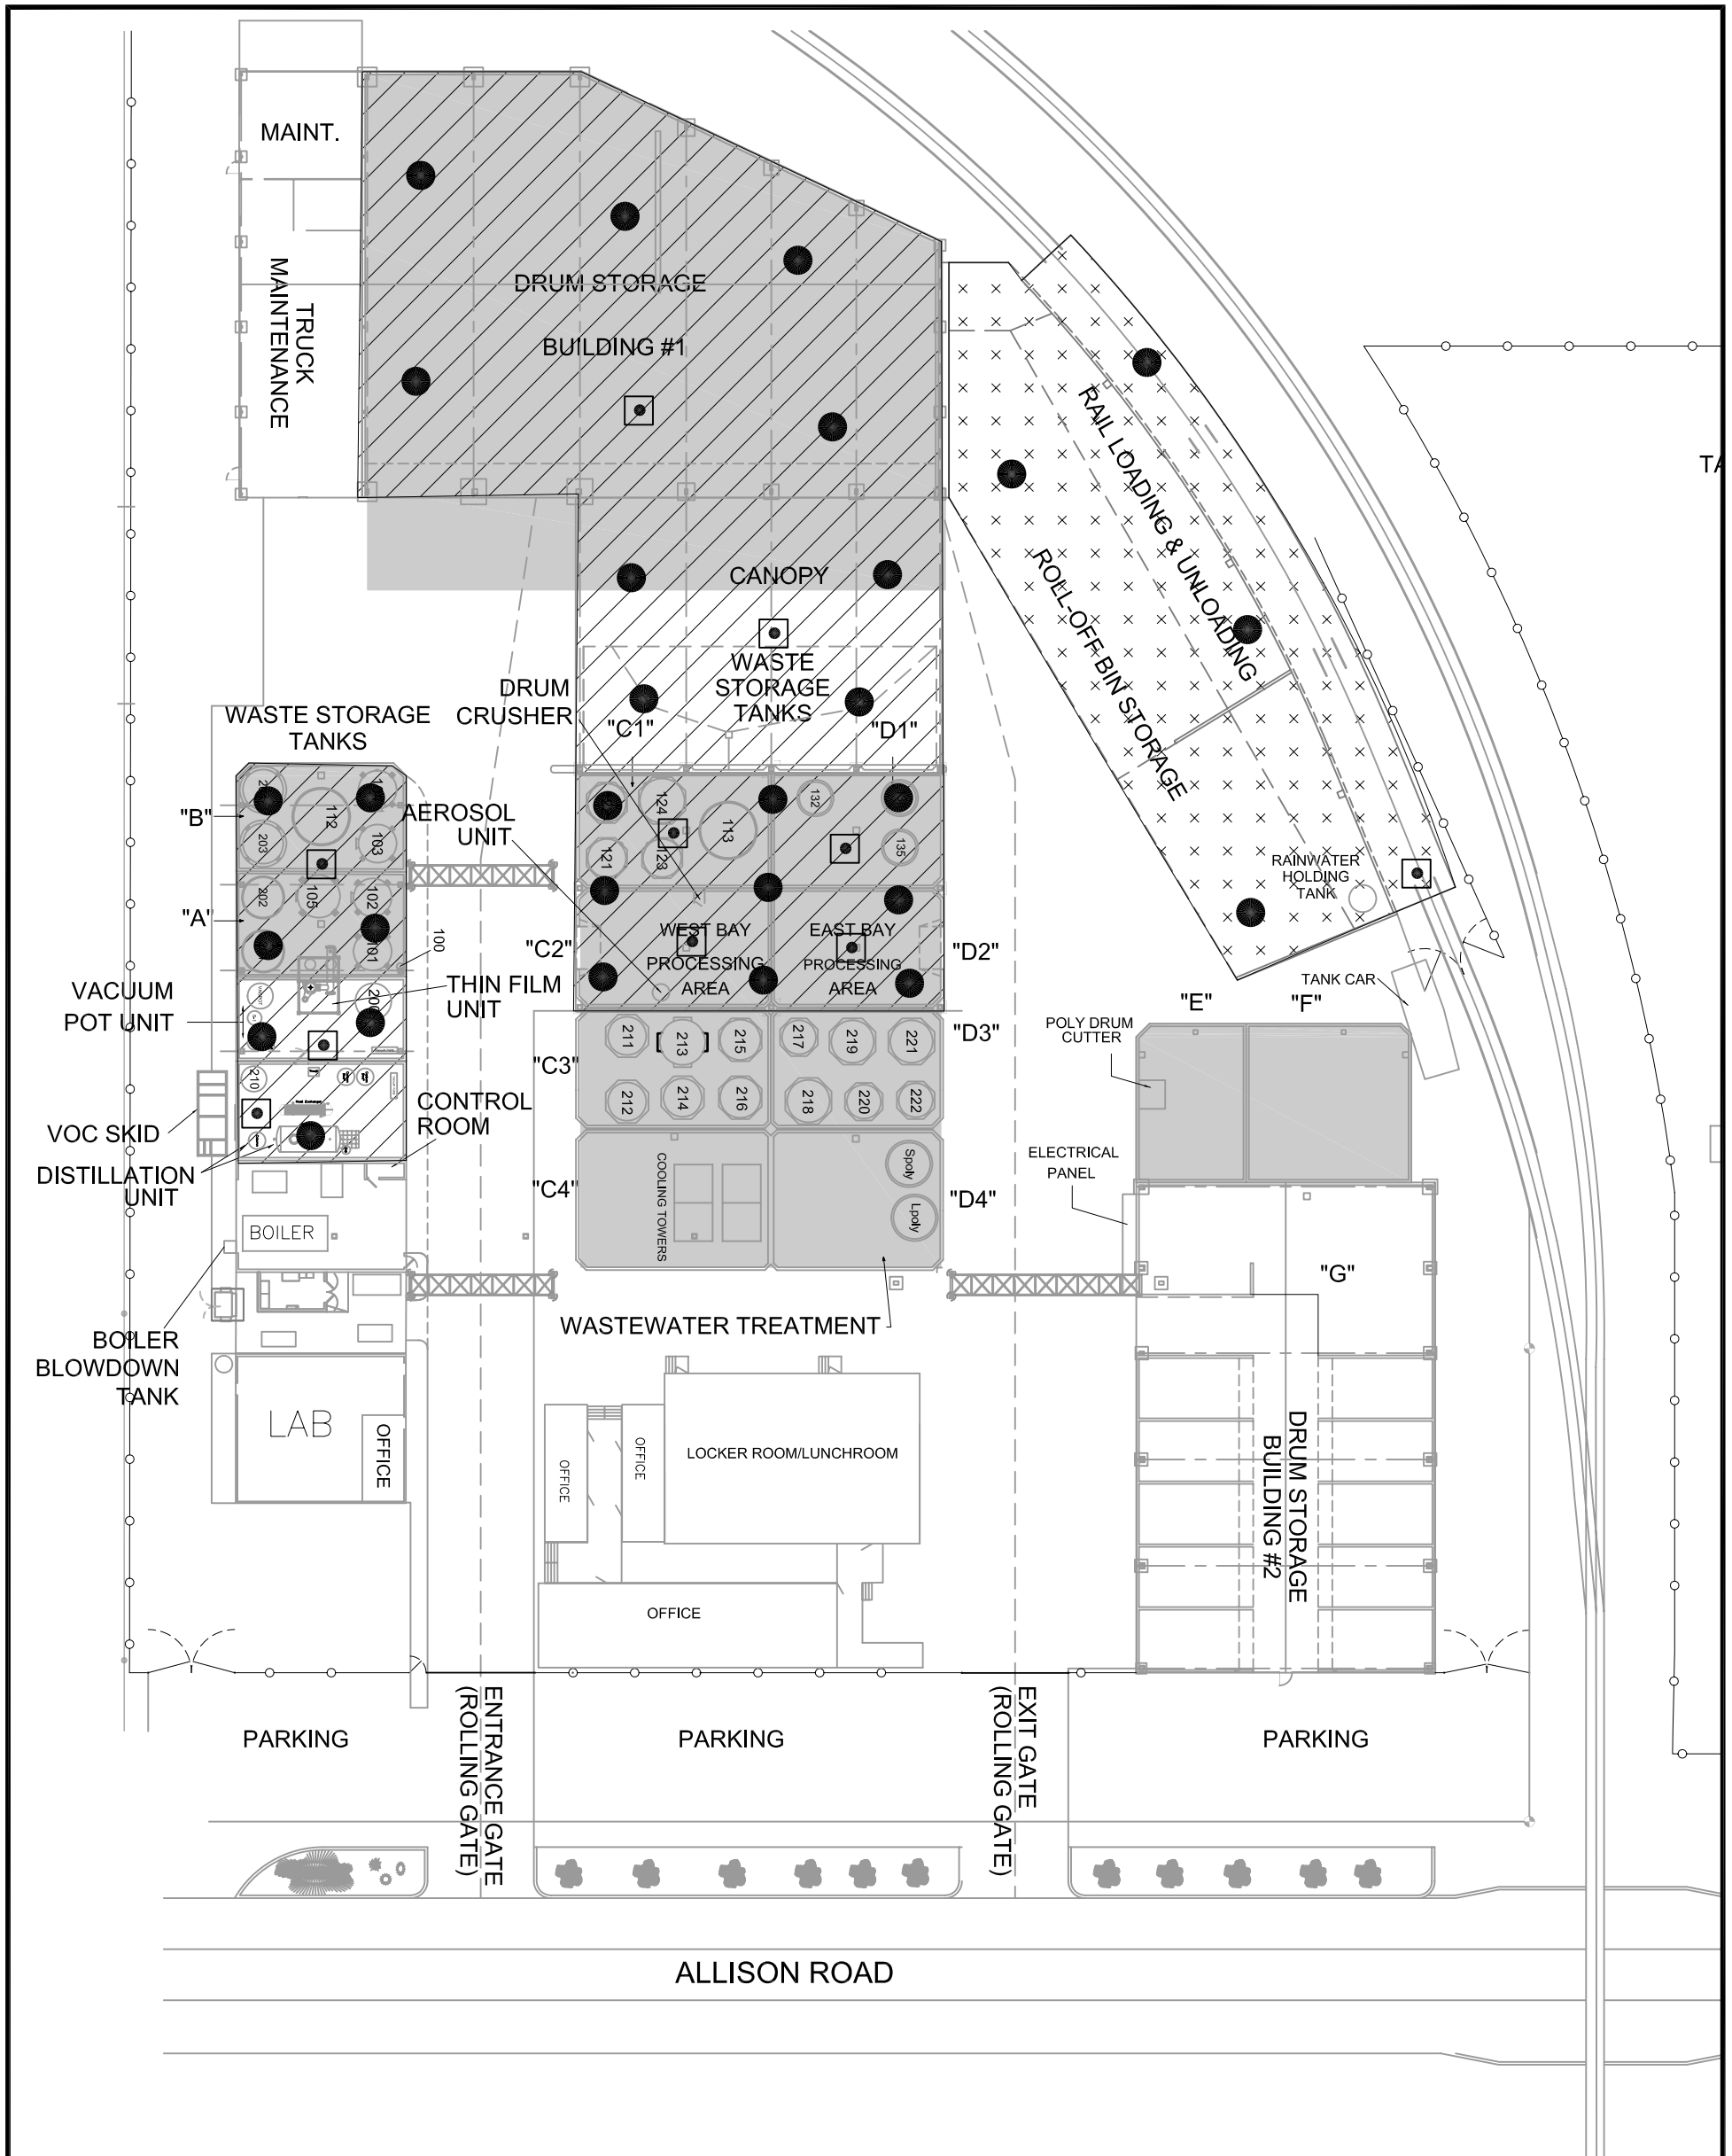 MAINT.
TRUCK
MAINTENANCE
DRUM STORAGE
BUILDING #1
RAIL LOADING & UNLOADING
ROLL-OFF BIN STORAGE
TA
CANOPY
WASTE
STORAGE
TANKS
DRUM
CRUSHER
"C1"
"D1"
WASTE STORAGE
TANKS
"B"
112
203
103
AEROSOL
UNIT
124
113
132
121
123
135
RAINWATER
HOLDING
TANK
"A"
202
105
102
101
100
"C2"
WEST BAY
PROCESSING
AREA
EAST BAY
PROCESSING
AREA
"D2"
TANK CAR
VACUUM
POT UNIT
THIN FILM
UNIT
"E"
"F"
POLY DRUM
CUTTER
"C3"
211
213
215
217
219
221
"D3"
212
214
216
218
220
222
210
VOC SKID
CONTROL
ROOM
DISTILLATION
UNIT
"C4"
COOLING TOWERS
Spoly
Lpoly
"D4"
ELECTRICAL
PANEL
BOILER
"G"
WASTEWATER TREATMENT
BOILER
BLOWDOWN
TANK
LAB
OFFICE
OFFICE
OFFICE
LOCKER ROOM/LUNCHROOM
DRUM STORAGE
BUILDING #2
OFFICE
PARKING
ENTRANCE GATE
(ROLLING GATE)
PARKING
EXIT GATE
(ROLLING GATE)
PARKING
ALLISON ROAD